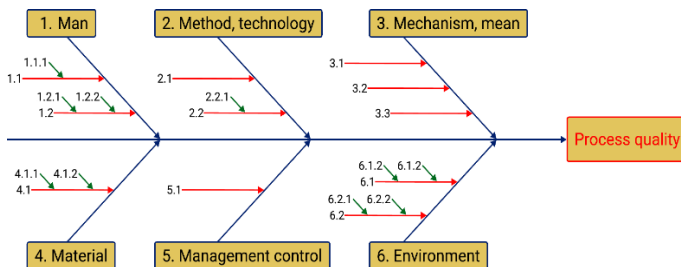 1. Man
2. Method, technology
3. Mechanism, mean
1.1.1
1.1
1.2.1 1.2.2
1.2
2.1
2.2.1
2.2
3.1
3.2
3.3
Process quality
4.1.1 4.1.2
4.1
5.1
6.1.2 6.1.2
6.1
6.2.1 6.2.2
6.2
4. Material
5. Management control
6. Environment